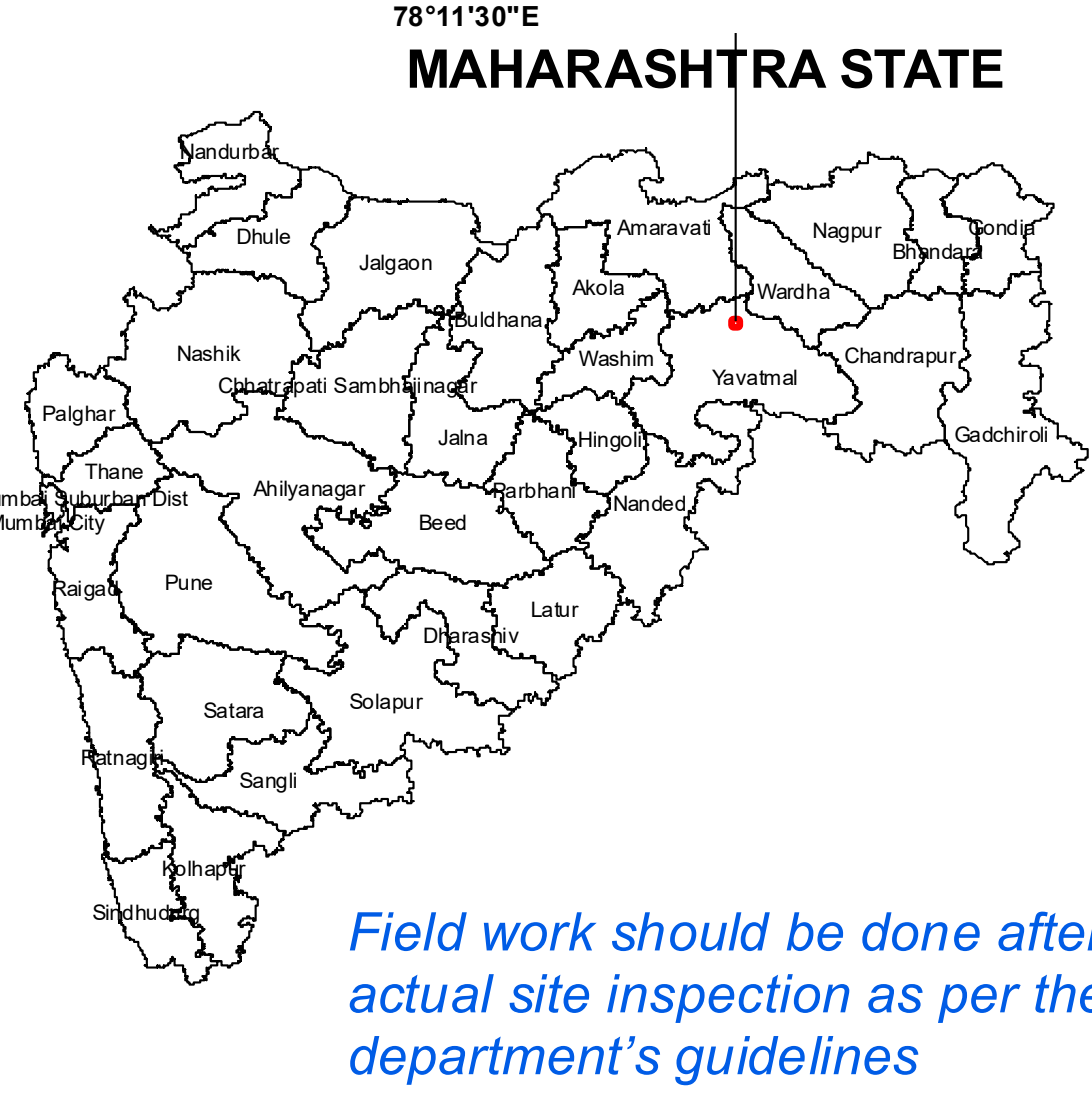 78°11'30"E
MAHARASHTRA STATE
Nandurbar
Dhule
Jalgaon
Amaravati
Nagpur
Gondia
Bhandara
Akola
Wardha
Buldhana
Nashik
Washim
Chandrapur
Chhatrapati Sambhajinagar
Yavatmal
Palghar
Jalna
Hingoli
Gadchiroli
Thane
Ahilyanagar
Parbhani
umbai Suburban Dist
Nanded
Mumbai City
Beed
Raigad
Pune
Latur
Dharashiv
Solapur
Satara
Ratnagiri
Sangli
Kolhapur
Sindhudurg
Field work should be done after
actual site inspection as per the
department’s guidelines